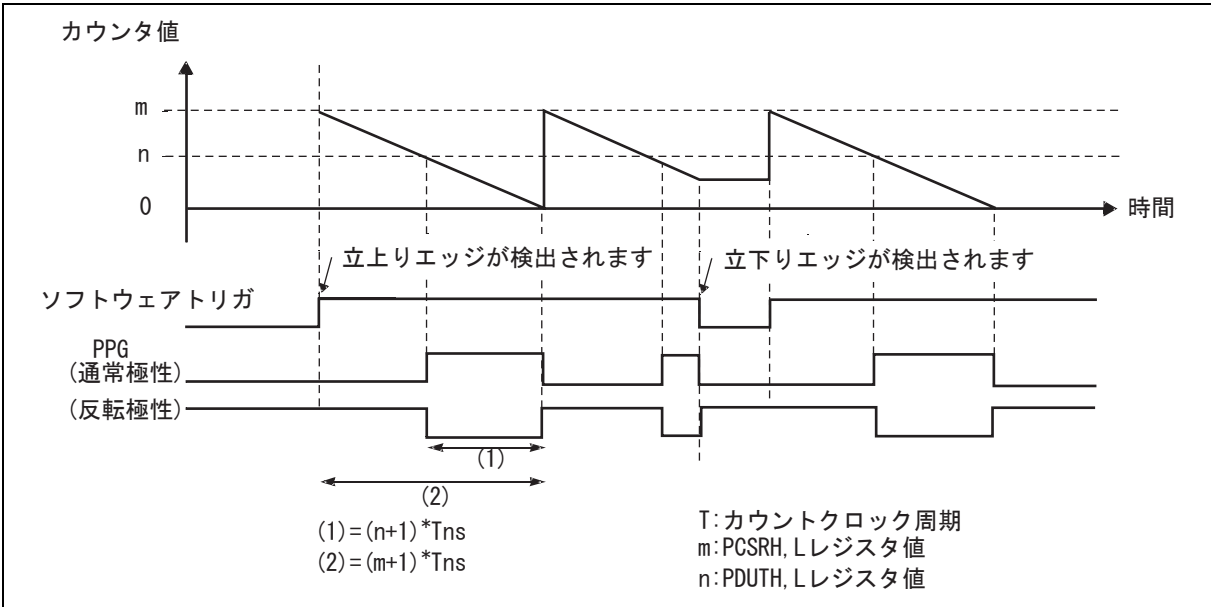 カウンタ値
m
n
0
時間
立上りエッジが検出されます
立下りエッジが検出されます
ソフトウェアトリガ
PPG
(通常極性)
(反転極性)
(1)
(2)
(1)=(n+1)*Tns
(2)=(m+1)*Tns
T:カウントクロック周期
m:PCSRH,Lレジスタ値
n:PDUTH,Lレジスタ値